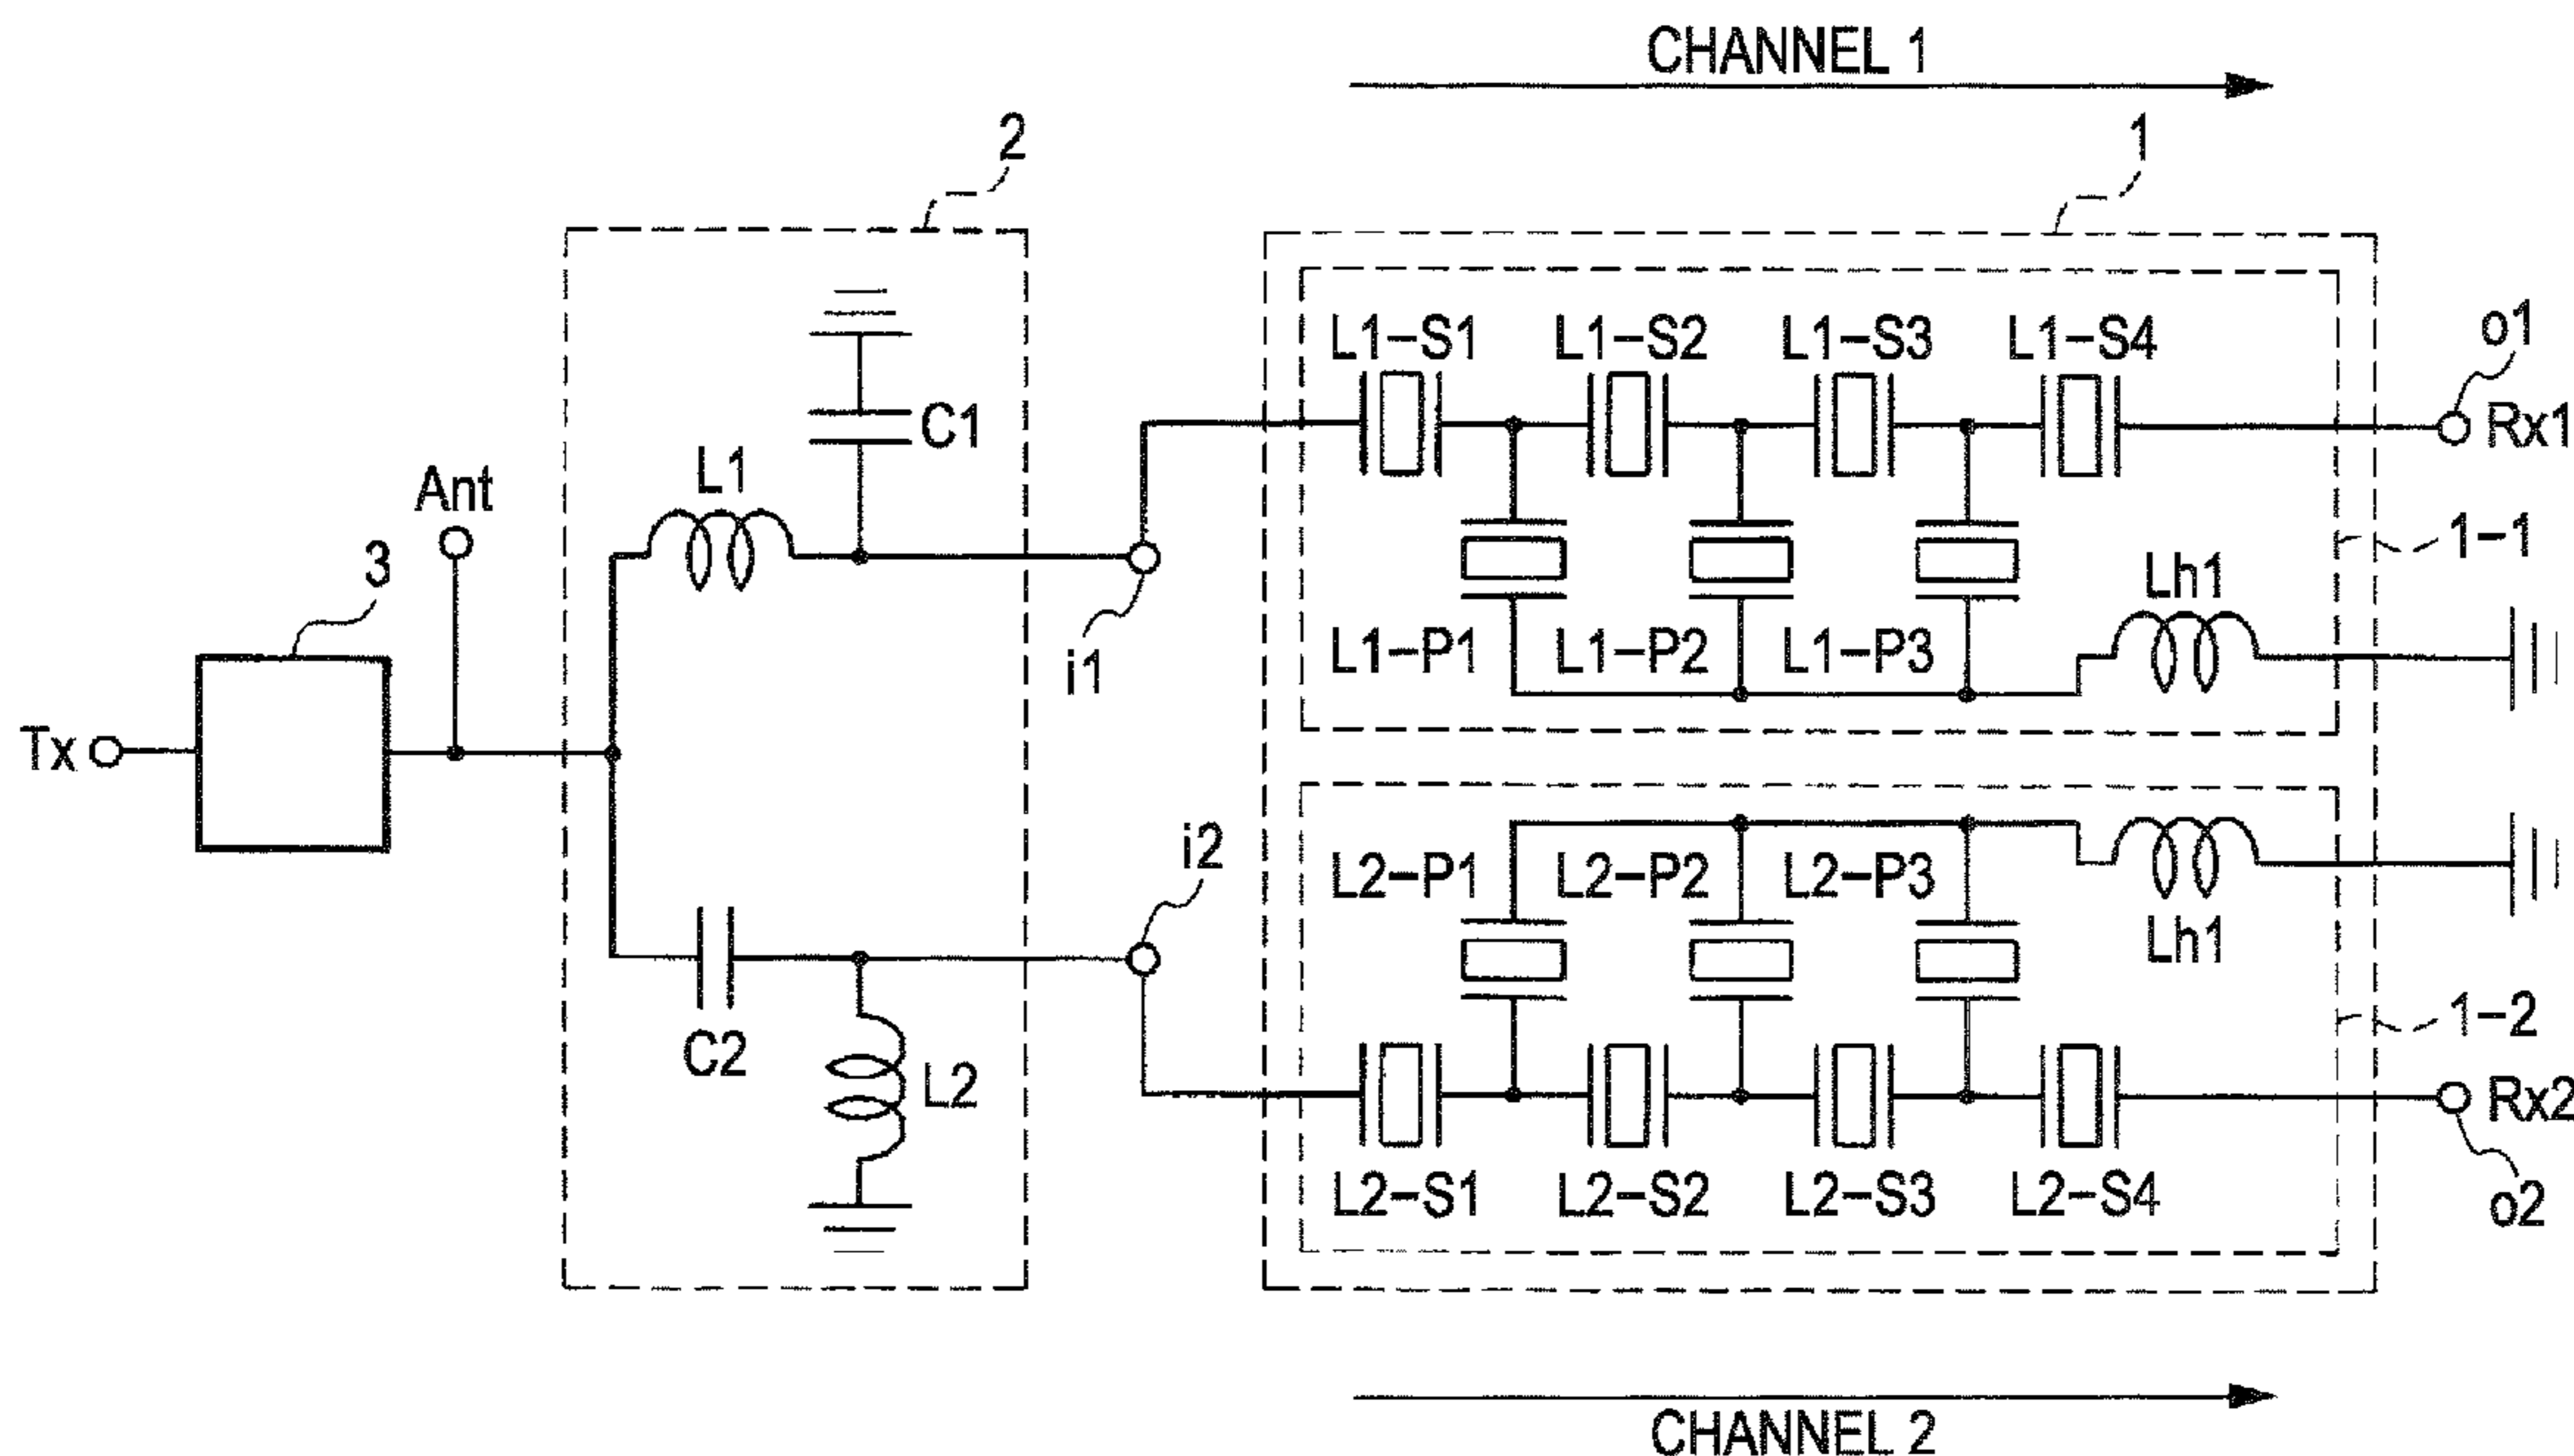 CHANNEL 1
2
1
L1–S1 L1–S2 L1–S3 L1–S4
o1
Rx1
C1
L1
Ant
3
1–1
Lh1
L1–P1 L1–P2 L1–P3
i1
Tx
i2
L2–P1 L2–P2 L2–P3
Lh1
1–2
C2
L2
Rx2
L2–S1 L2–S2 L2–S3 L2–S4
o2
CHANNEL 2